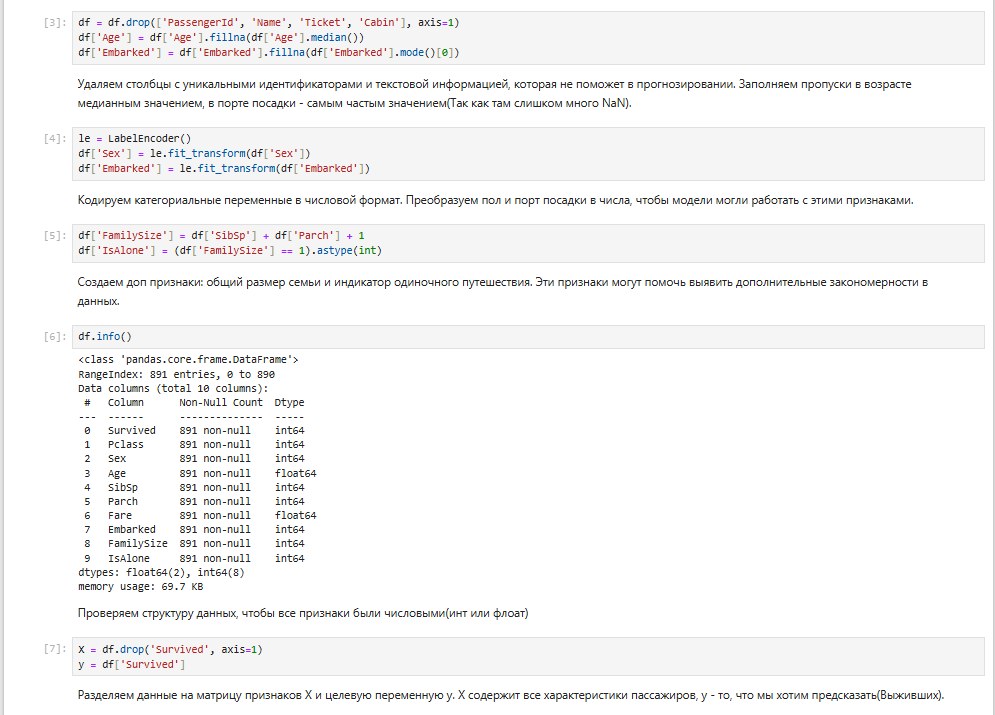 [3]: df = df.drop(['PassengerId', 'Name', 'Ticket', 'Cabin'], axis=1)
df['Age'] = df['Age'].fillna(df['Age'].median())
df['Embarked'] = df['Embarked'].fillna(df['Embarked'].mode()[0])
Удаляем столбцы с уникальными идентификаторами и текстовой информацией, которая не поможет в прогнозировании. Заполняем пропуски в возрасте
медианным значением, в порте посадки - самым частым значением(Так как там слишком много NaN).
[4]: le = LabelEncoder()
df['Sex'] = le.fit_transform(df['Sex'])
df['Embarked'] = le.fit_transform(df['Embarked'])
Кодируем категориальные переменные в числовой формат. Преобразуем пол и порт посадки в числа, чтобы модели могли работать с этими признаками.
[5]: df['FamilySize'] = df['SibSp'] + df['Parch'] + 1
df['IsAlone'] = (df['FamilySize'] == 1).astype(int)
Создаем доп признаки: общий размер семьи и индикатор одиночного путешествия. Эти признаки могут помочь выявить дополнительные закономерности в
данных.
[6]: df.info()
<class 'pandas.core.frame.DataFrame'>
RangeIndex: 891 entries, 0 to 890
Data columns (total 10 columns):
#   Column      Non-Null Count  Dtype
---  ------      --------------  -----
0   Survived    891 non-null    int64
1   Pclass      891 non-null    int64
2   Sex         891 non-null    int64
3   Age         891 non-null    float64
4   SibSp       891 non-null    int64
5   Parch       891 non-null    int64
6   Fare        891 non-null    float64
7   Embarked    891 non-null    int64
8   FamilySize  891 non-null    int64
9   IsAlone     891 non-null    int64
dtypes: float64(2), int64(8)
memory usage: 69.7 KB
Проверяем структуру данных, чтобы все признаки были числовыми(инт или флоат)
[7]: X = df.drop('Survived', axis=1)
y = df['Survived']
Разделяем данные на матрицу признаков X и целевую переменную y. X содержит все характеристики пассажиров, y - то, что мы хотим предсказать(Выживших).